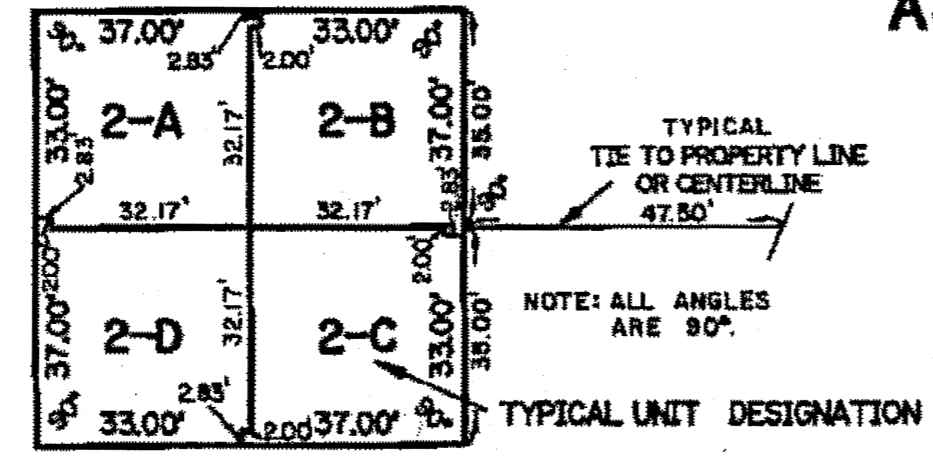 A
90°
37.00'
33.00'
90°
2.83'
2.00'
33.00'
2-A
32.17'
2-B
37.00'
35.00'
2.83'
TYPICAL
TIE TO PROPERTY LINE
OR CENTERLINE
47.50'
32.17'
32.17'
2.83'
90°
2.00'
2.00'
37.00'
2-D
32.17'
2-C
33.00'
35.00'
NOTE: ALL ANGLES
ARE 90°.
90°
33.00'
2.83'
2.00'
37.00'
90°
TYPICAL UNIT DESIGNATION